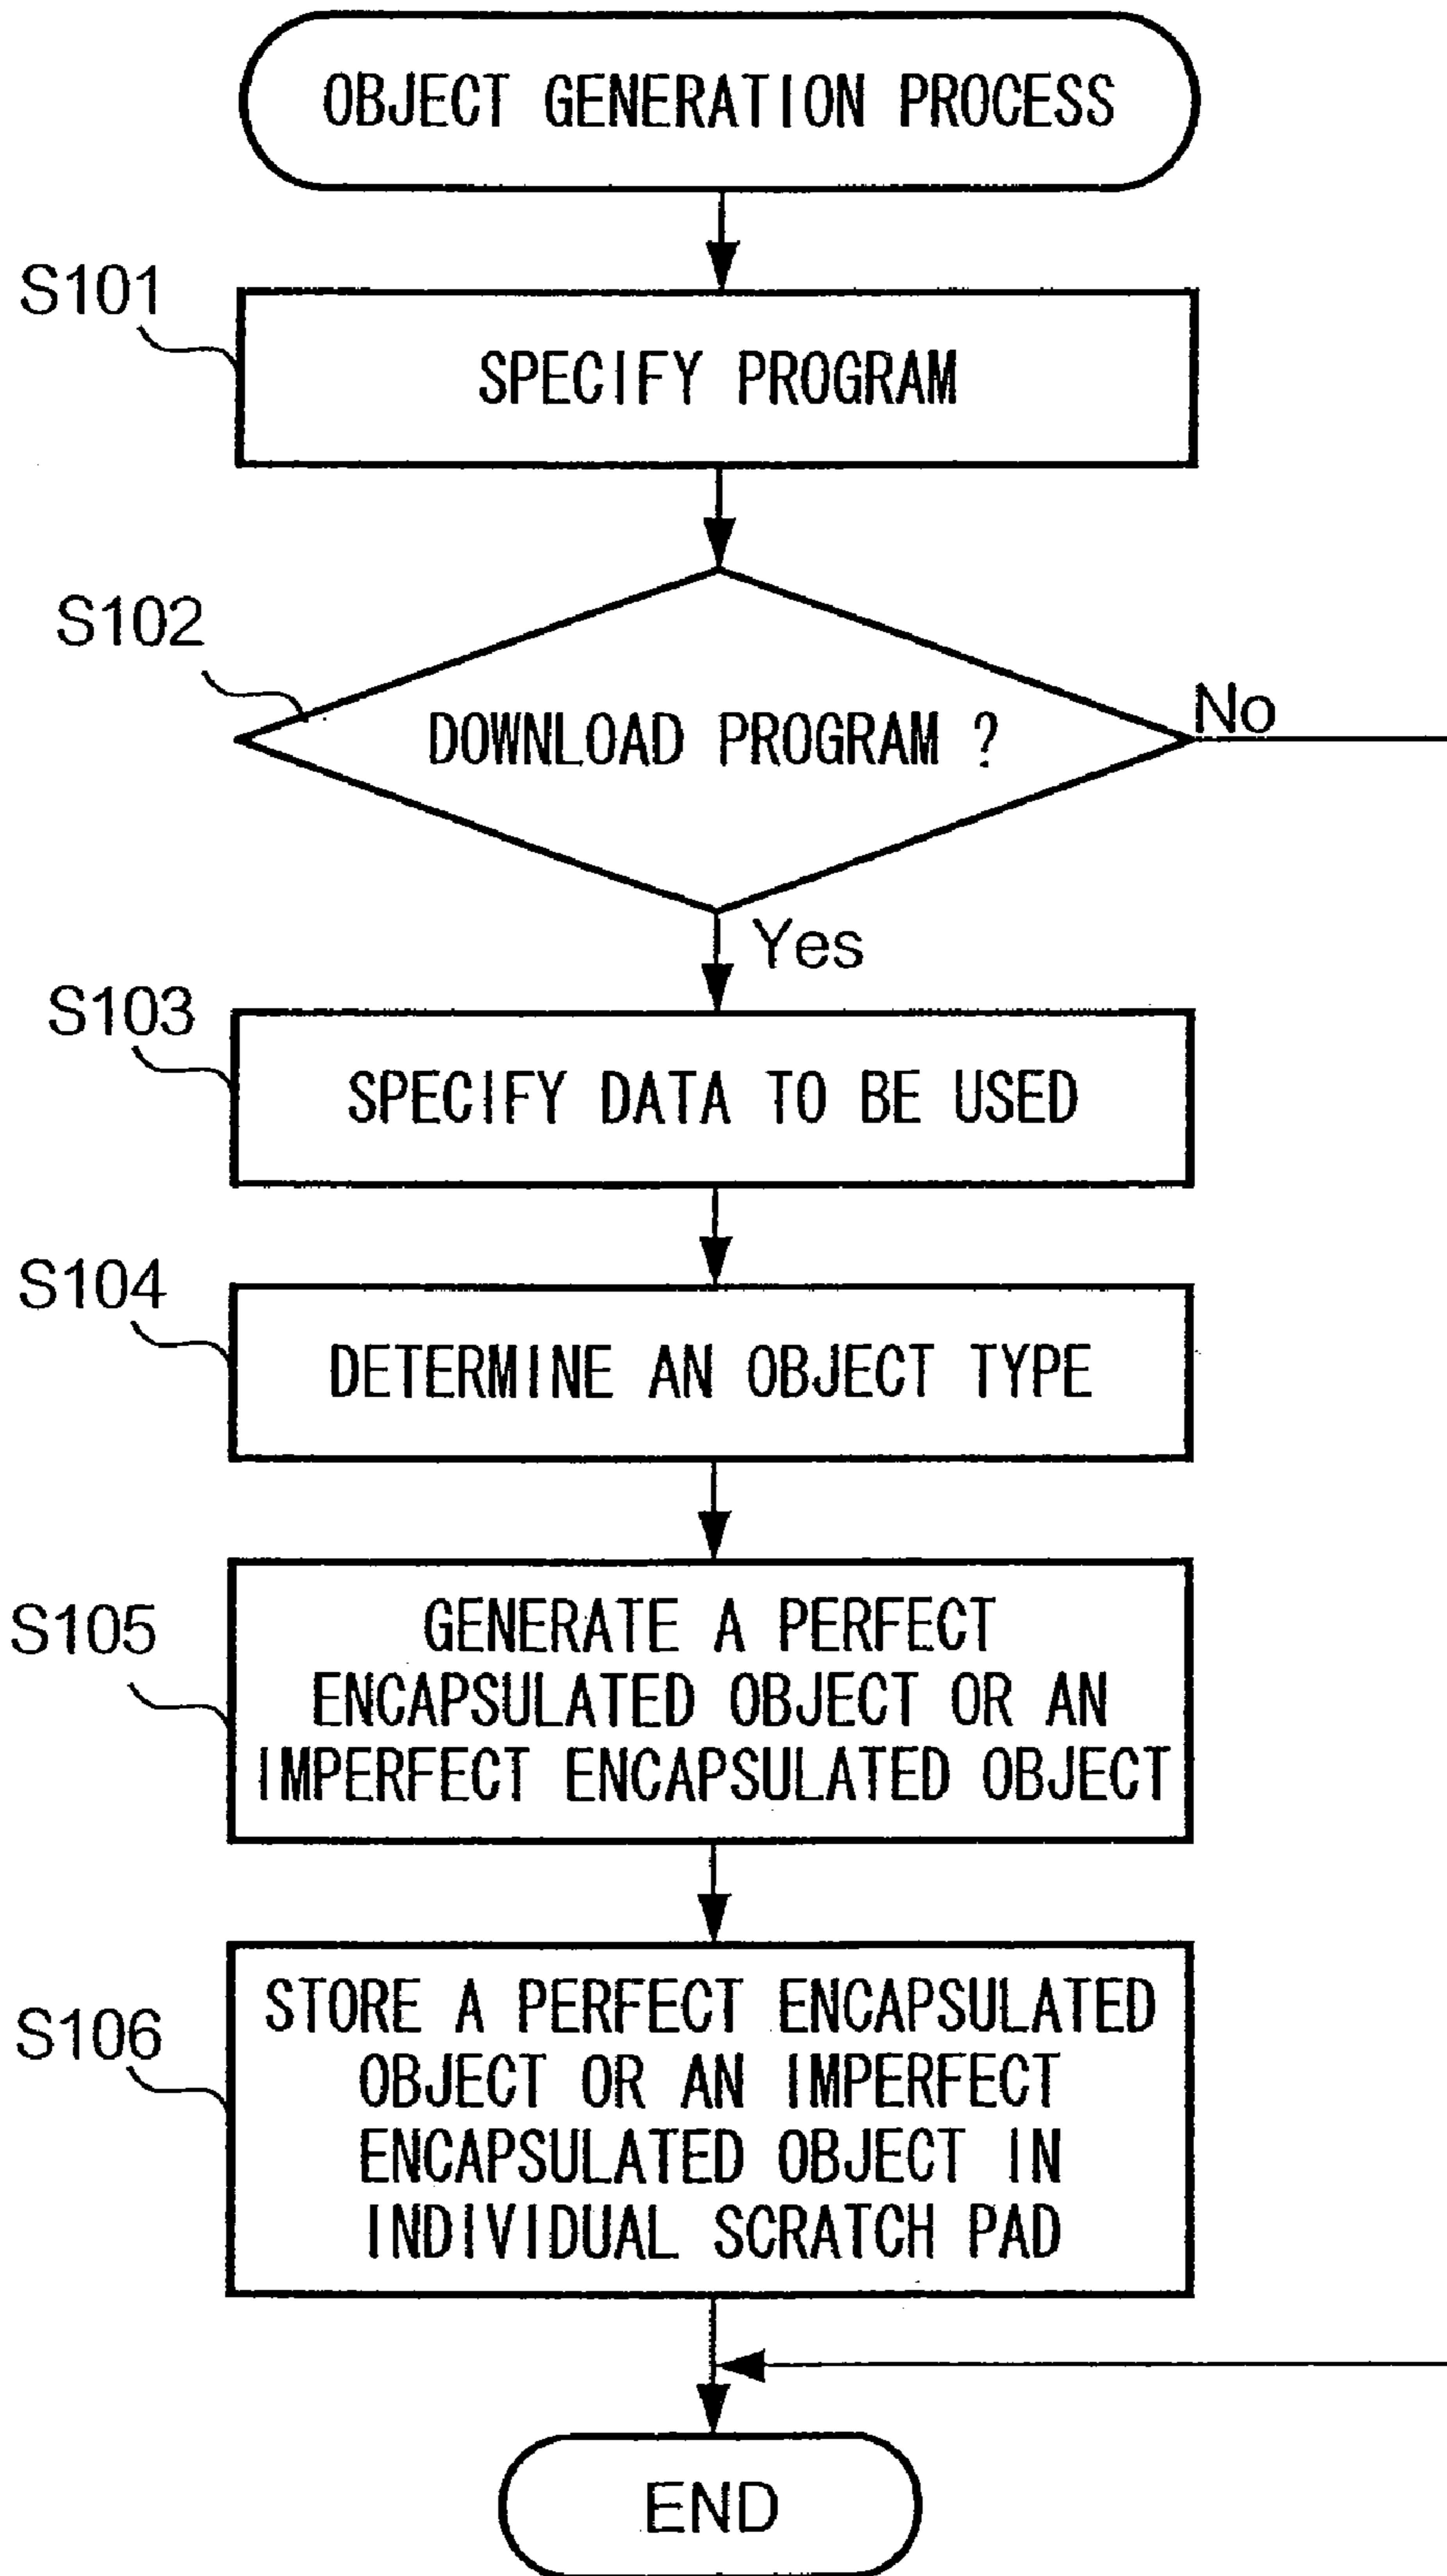 OBJECT GENERATION PROCESS
S101
SPECIFY PROGRAM
S102
DOWNLOAD PROGRAM ?
No
Yes
S103
SPECIFY DATA TO BE USED
S104
DETERMINE AN OBJECT TYPE
S105
GENERATE A PERFECT
ENCAPSULATED OBJECT OR AN
IMPERFECT ENCAPSULATED OBJECT
S106
STORE A PERFECT ENCAPSULATED
OBJECT OR AN IMPERFECT
ENCAPSULATED OBJECT IN
INDIVIDUAL SCRATCH PAD
END